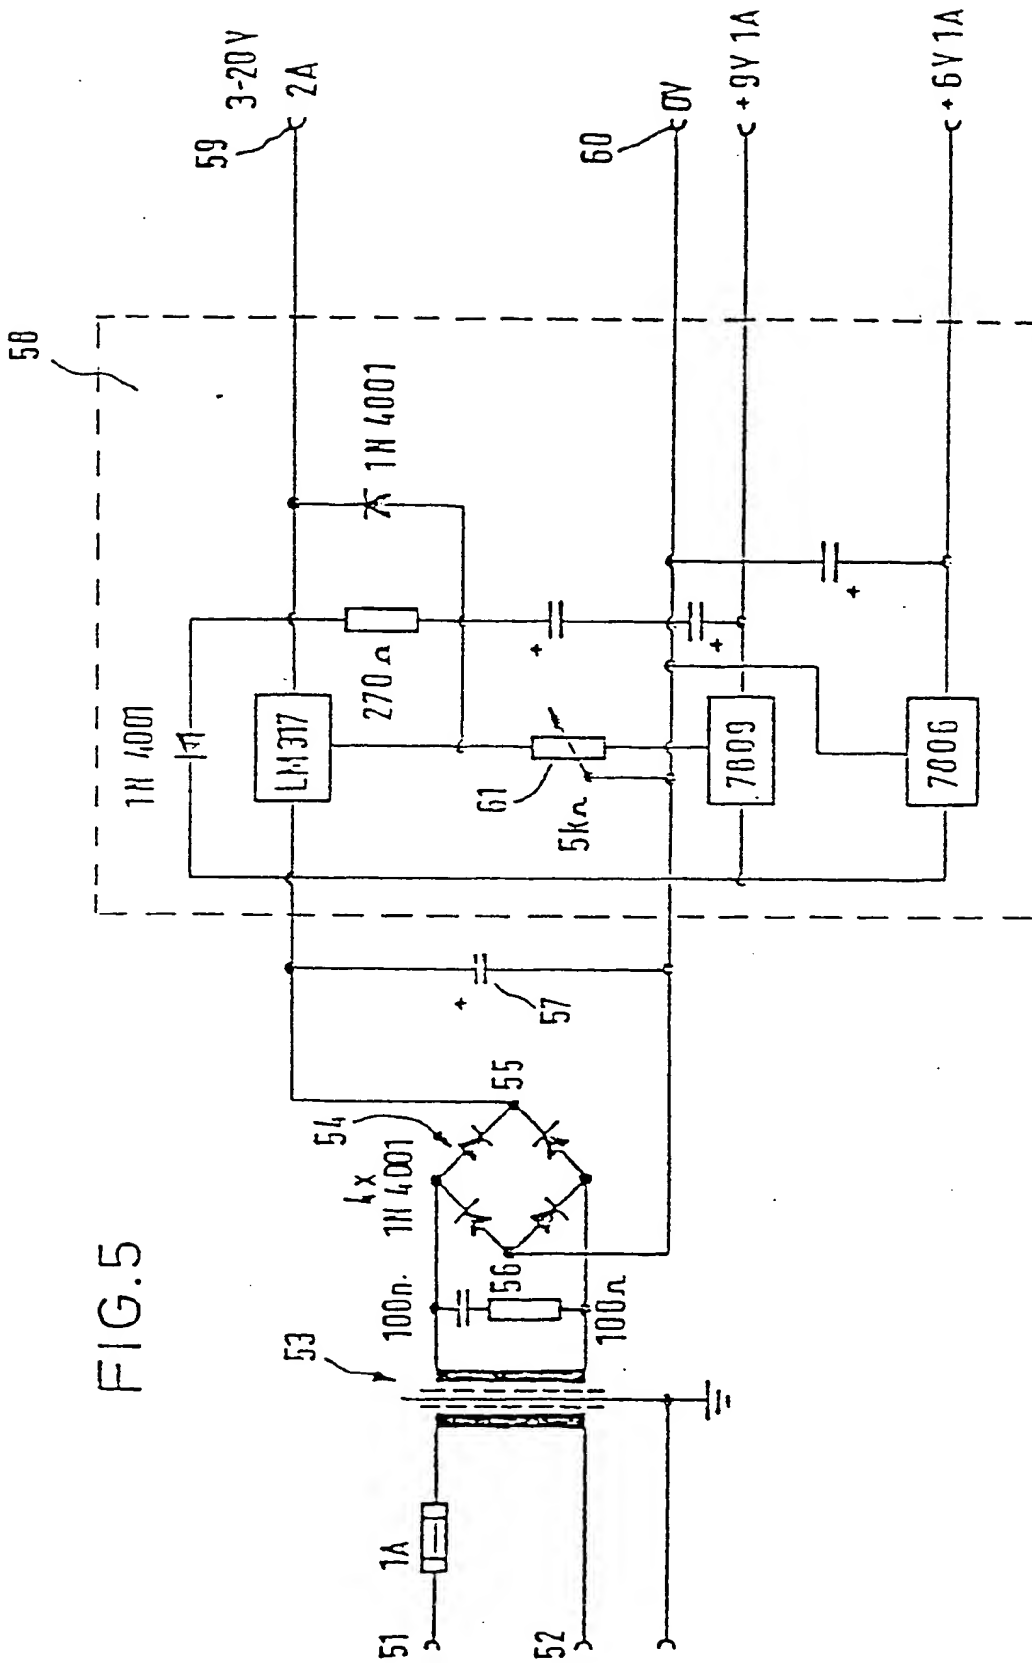 FIG.5
51
1A
52
53
100n.
56
100Ω
4x
1N 4001
54
55
57
58
1N 4001
LM317
270Ω
1N 4001
61
5kΩ
7809
7806
+
+
+
+
59
3-20V
2A
60
0V
+9V 1A
+6V 1A